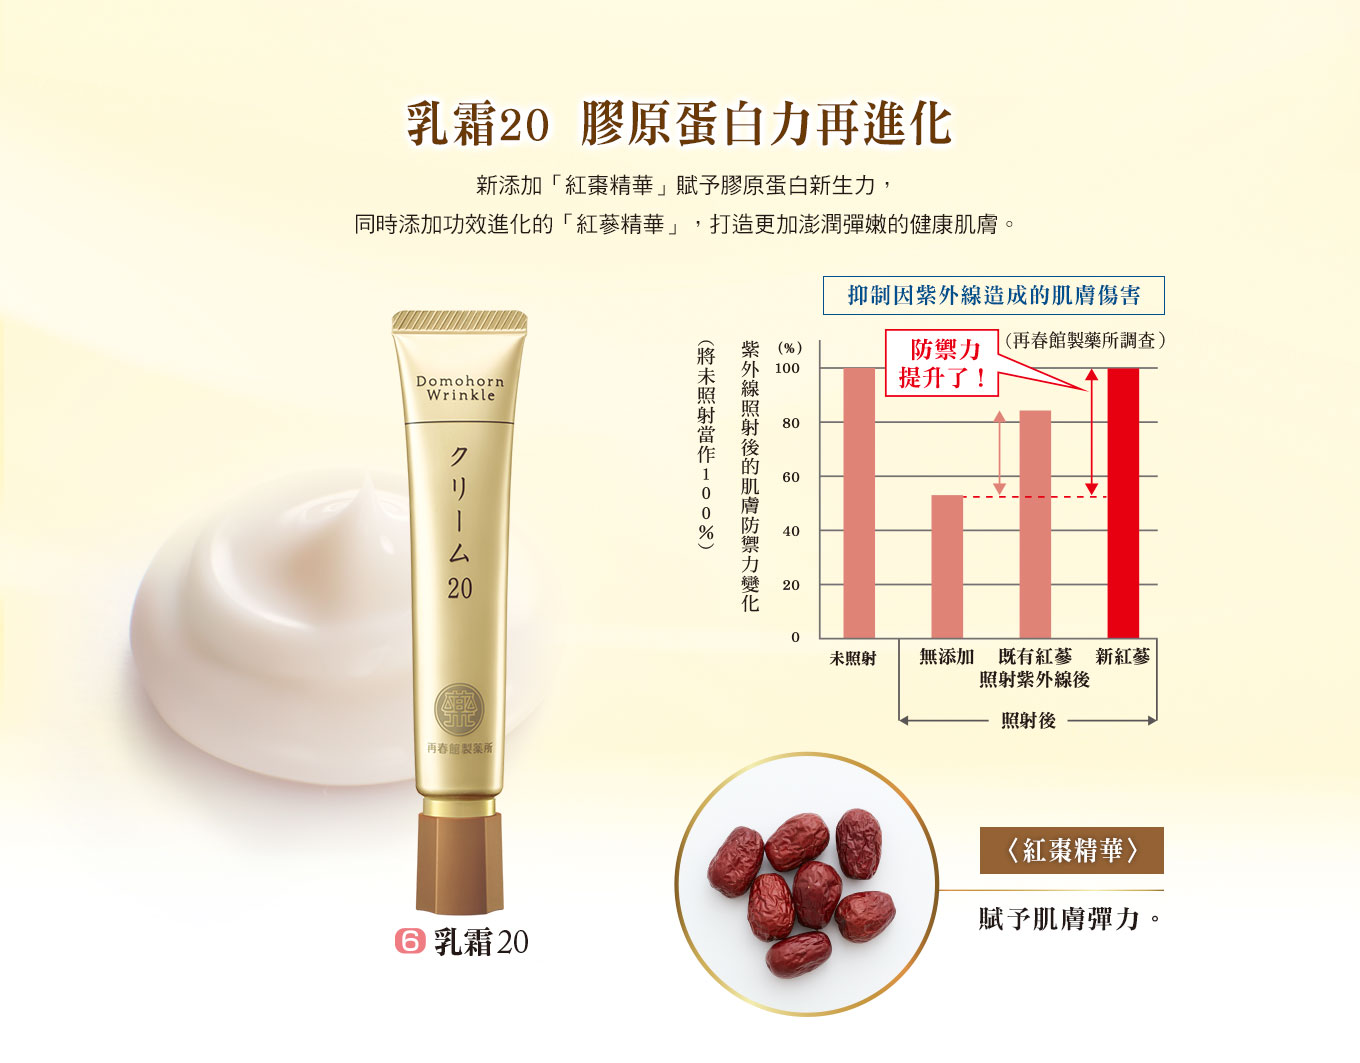 乳霜20 膠原蛋白力再進化
新添加「紅棗精華」賦予膠原蛋白新生力，
同時添加功效進化的「紅蔘精華」，打造更加澎潤彈嫩的健康肌膚。
Domohorn
Wrinkle
クリーム20
再春館製薬所
6 乳霜20
抑制因紫外線造成的肌膚傷害
(再春館製藥所調查)
防禦力
提升了！
紫外線照射後的肌膚防禦力變化
(將未照射當作100%)
(%)
100
80
60
40
20
0
未照射
無添加
既有紅蔘
新紅蔘
照射紫外線後
照射後
〈紅棗精華〉
賦予肌膚彈力。